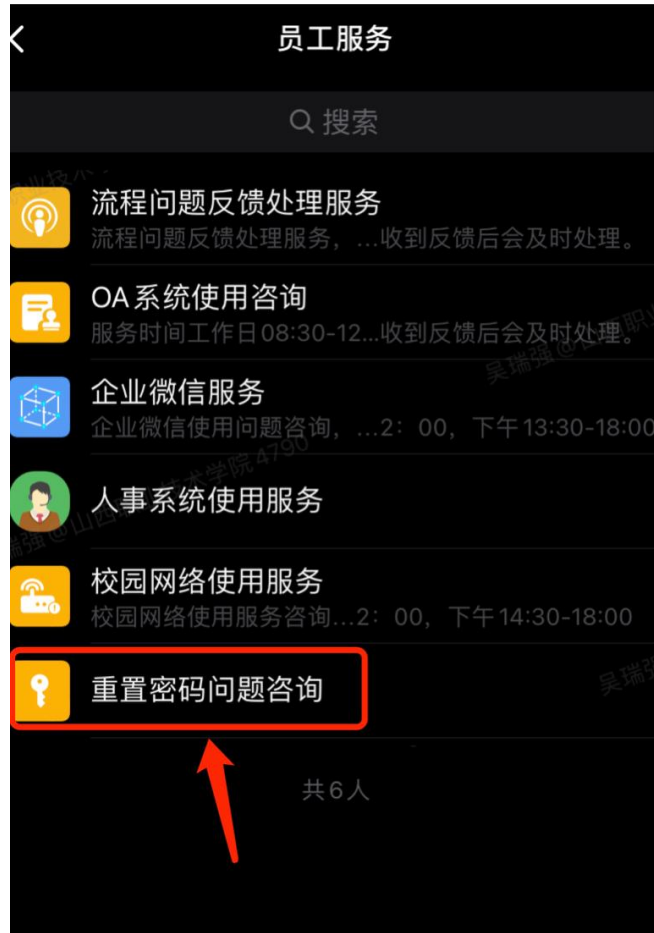 员工服务
搜索
流程问题反馈处理服务
流程问题反馈处理服务，...收到反馈后会及时处理。
OA系统使用咨询
服务时间工作日08:30-12...收到反馈后会及时处理。
企业微信服务
企业微信使用问题咨询，...2：00，下午13:30-18:00
人事系统使用服务
校园网络使用服务
校园网络使用服务咨询...2：00，下午14:30-18:00
重置密码问题咨询
共6人